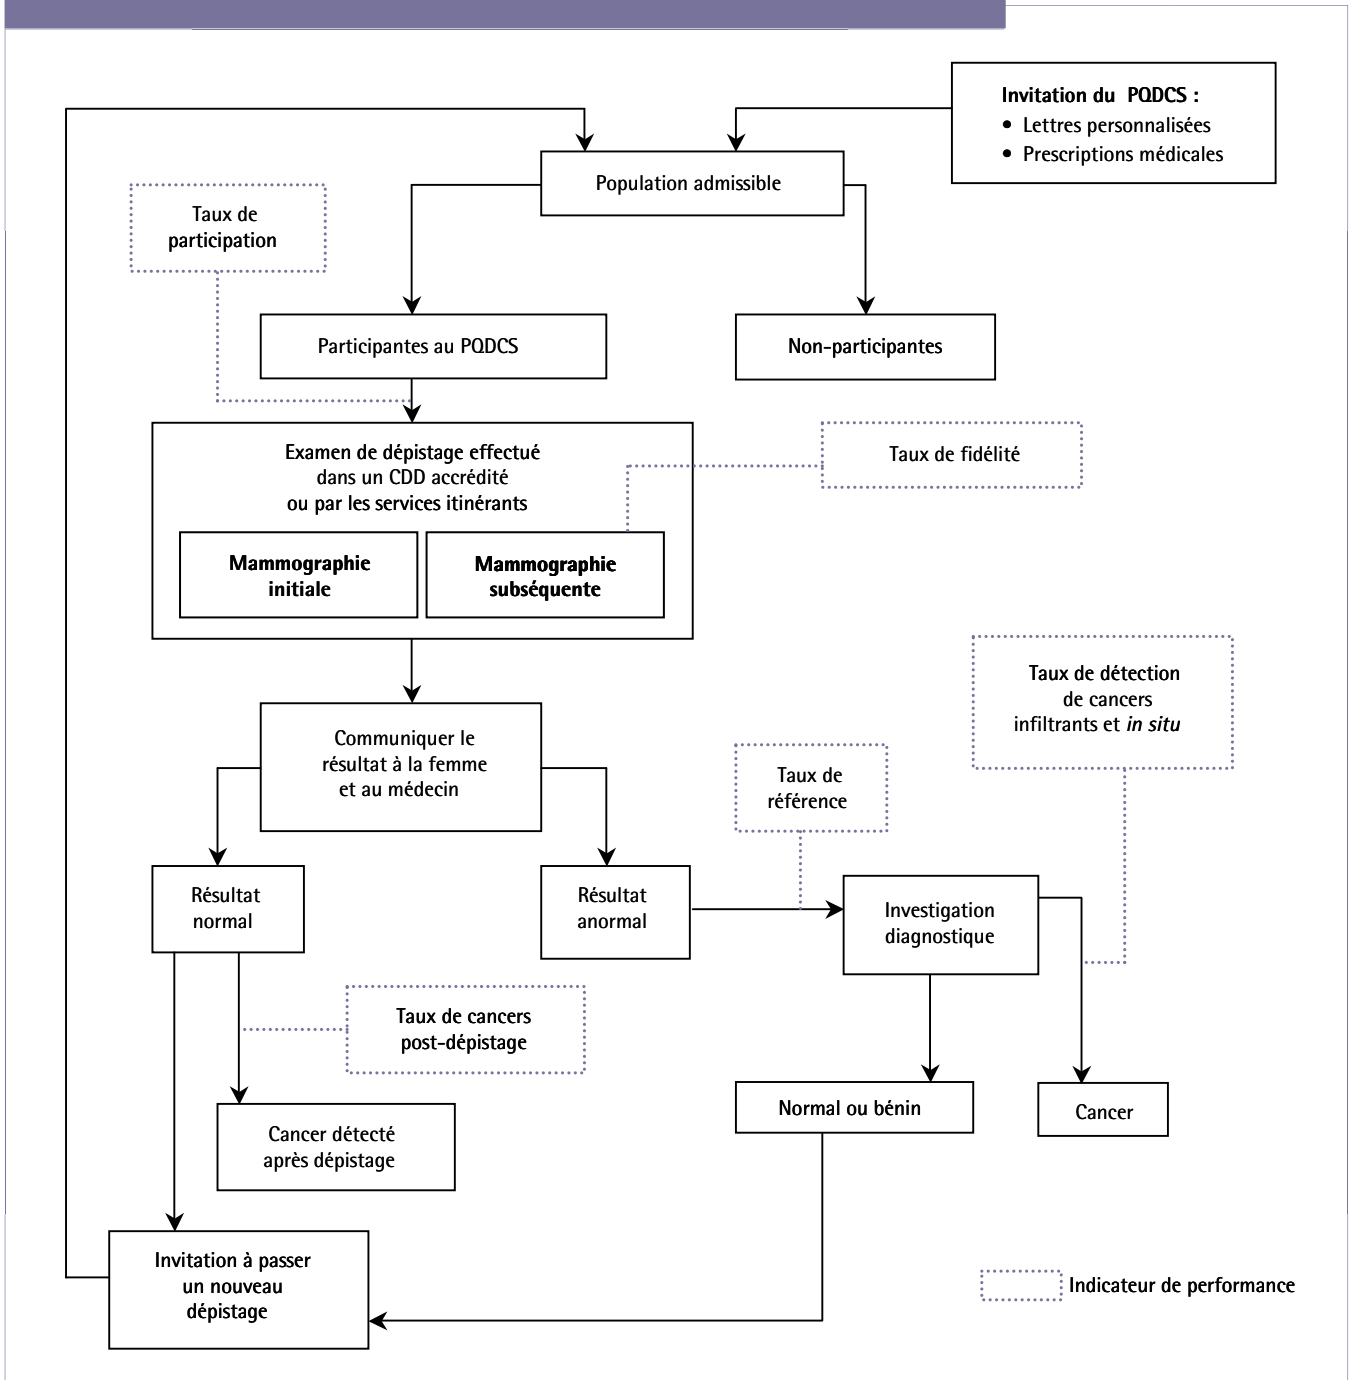 Invitation du PQDCS :
• Lettres personnalisées
• Prescriptions médicales
Population admissible
Taux de
participation
Participantes au PQDCS
Non-participantes
Examen de dépistage effectué
dans un CDD accrédité
ou par les services itinérants
Taux de fidélité
Mammographie
initiale
Mammographie
subséquente
Taux de détection
de cancers
infiltrants et in situ
Communiquer le
résultat à la femme
et au médecin
Taux de
référence
Résultat
normal
Résultat
anormal
Investigation
diagnostique
Taux de cancers
post-dépistage
Normal ou bénin
Cancer
Cancer détecté
après dépistage
Invitation à passer
un nouveau
dépistage
Indicateur de performance